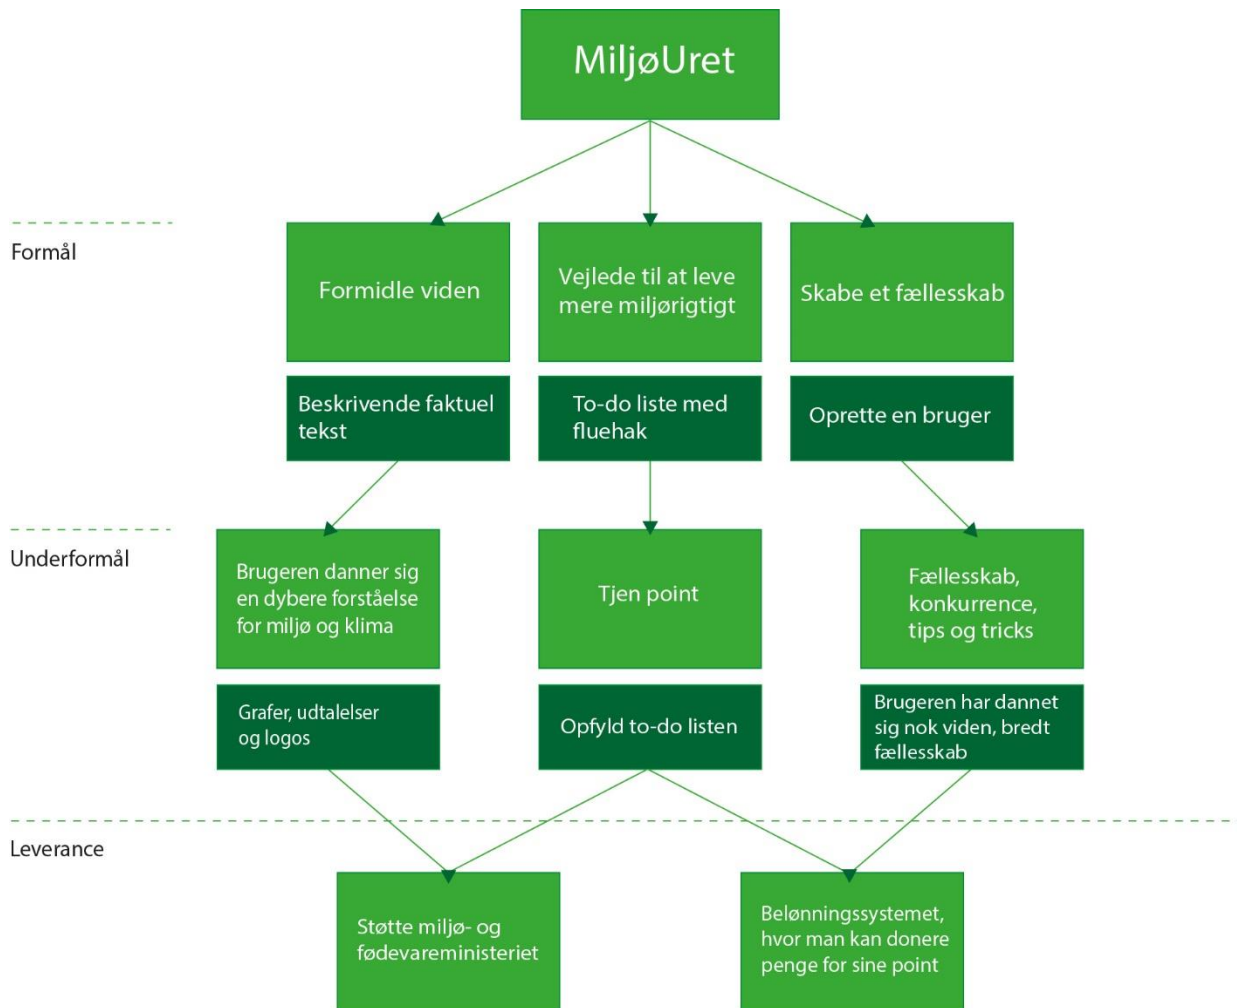 MiljøUret
Formål
Formidle viden
Vejlede til at leve
mere miljørigtigt
Skabe et fællesskab
Beskrivende faktuel
tekst
To-do liste med
fluehak
Oprette en bruger
Underformål
Brugeren danner sig
en dybere forståelse
for miljø og klima
Tjen point
Fællesskab,
konkurrence,
tips og tricks
Grafer, udtalelser
og logos
Opfyld to-do listen
Brugeren har dannet
sig nok viden, bredt
fællesskab
Leverance
Støtte miljø- og
fødevareministeriet
Belønningssystemet,
hvor man kan donere
penge for sine point